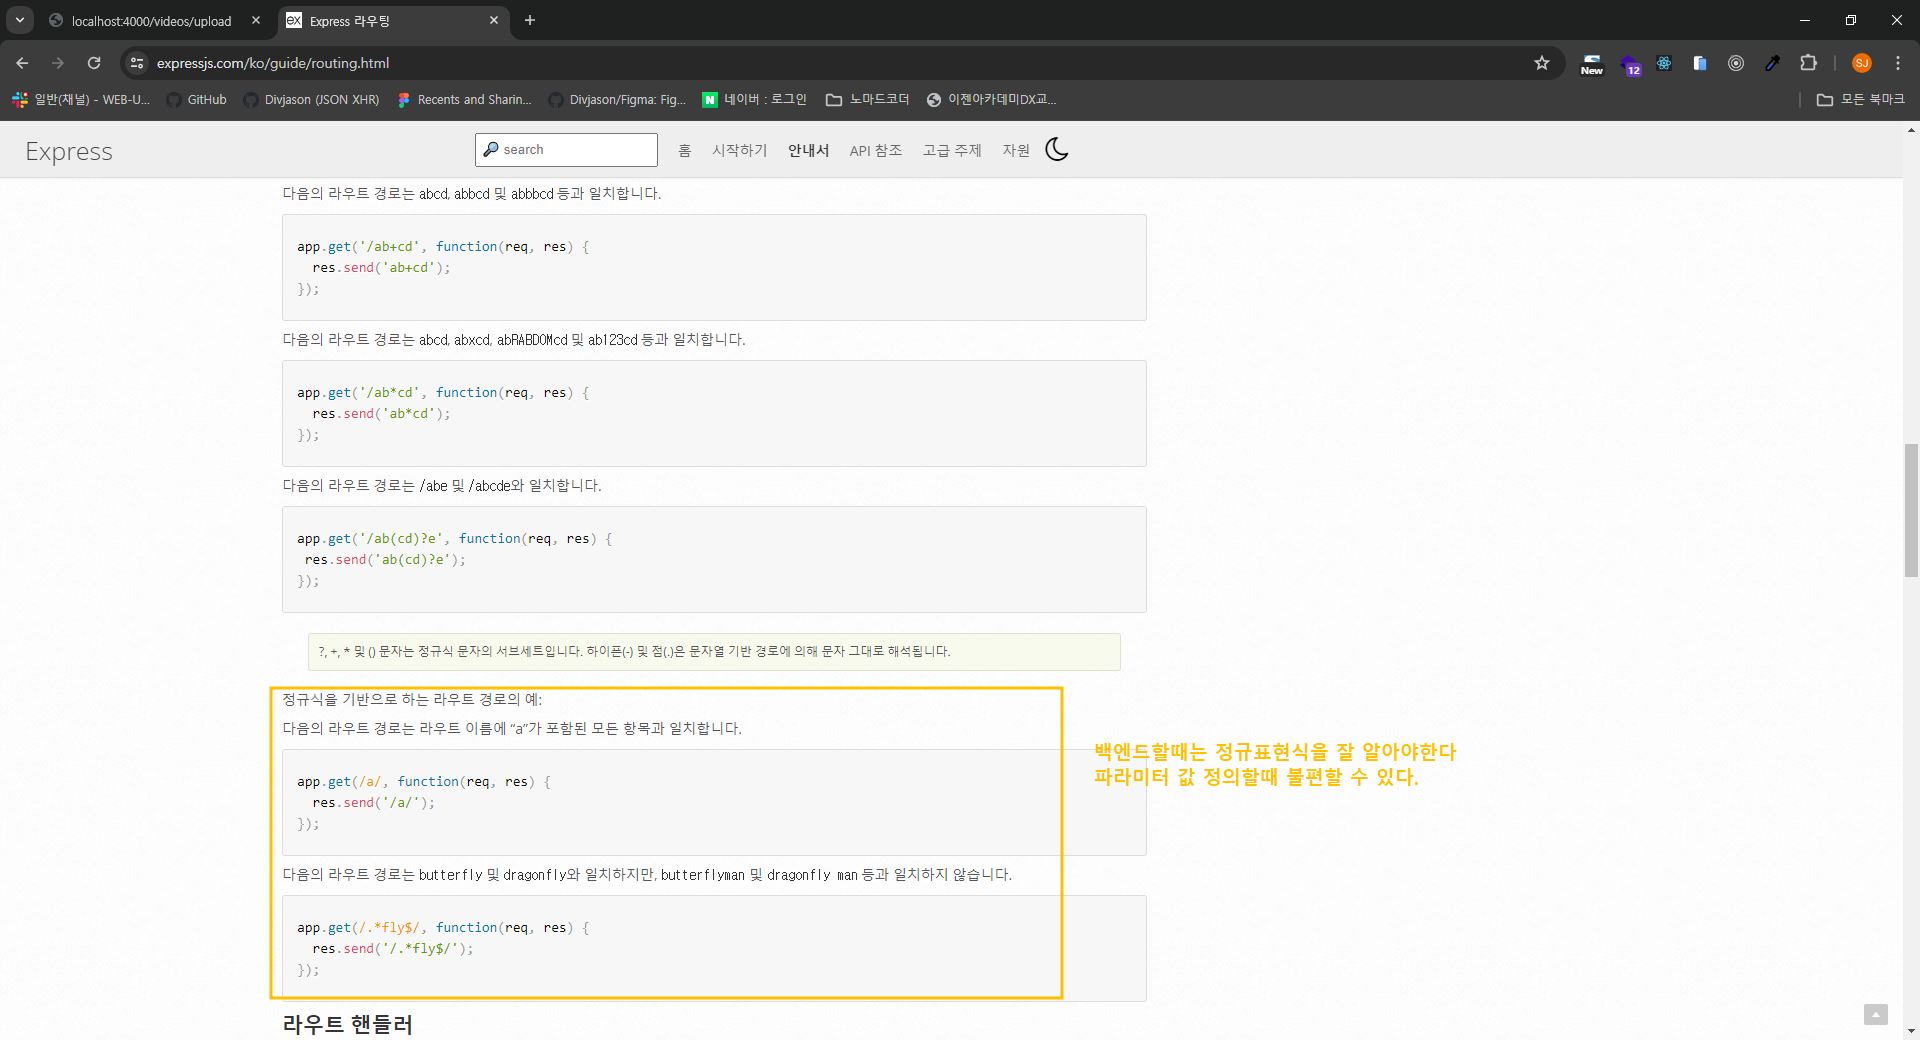 localhost:4000/videos/upload
Express 라우팅
expressjs.com/ko/guide/routing.html
New
12
SJ
일반(채널) - WEB-U...
GitHub
Divjason (JSON XHR)
Recents and Sharin...
Divjason/Figma: Fig...
네이버 : 로그인
노마드코더
이젠아카데미DX교...
모든 북마크
Express
search
홈
시작하기
안내서
API 참조
고급 주제
자원
다음의 라우트 경로는 abcd, abbcd 및 abbbcd 등과 일치합니다.
app.get('/ab+cd', function(req, res) {
  res.send('ab+cd');
});
다음의 라우트 경로는 abcd, abxcd, abRABDOMcd 및 ab123cd 등과 일치합니다.
app.get('/ab*cd', function(req, res) {
  res.send('ab*cd');
});
다음의 라우트 경로는 /abe 및 /abcde와 일치합니다.
app.get('/ab(cd)?e', function(req, res) {
 res.send('ab(cd)?e');
});
?, +, * 및 () 문자는 정규식 문자의 서브세트입니다. 하이픈(-) 및 점(.)은 문자열 기반 경로에 의해 문자 그대로 해석됩니다.
정규식을 기반으로 하는 라우트 경로의 예:
다음의 라우트 경로는 라우트 이름에 “a”가 포함된 모든 항목과 일치합니다.
app.get(/a/, function(req, res) {
  res.send('/a/');
});
백엔드할때는 정규표현식을 잘 알아야한다
파라미터 값 정의할때 불편할 수 있다.
다음의 라우트 경로는 butterfly 및 dragonfly와 일치하지만, butterflyman 및 dragonfly man 등과 일치하지 않습니다.
app.get(/.*fly$/, function(req, res) {
  res.send('/.*fly$/');
});
라우트 핸들러